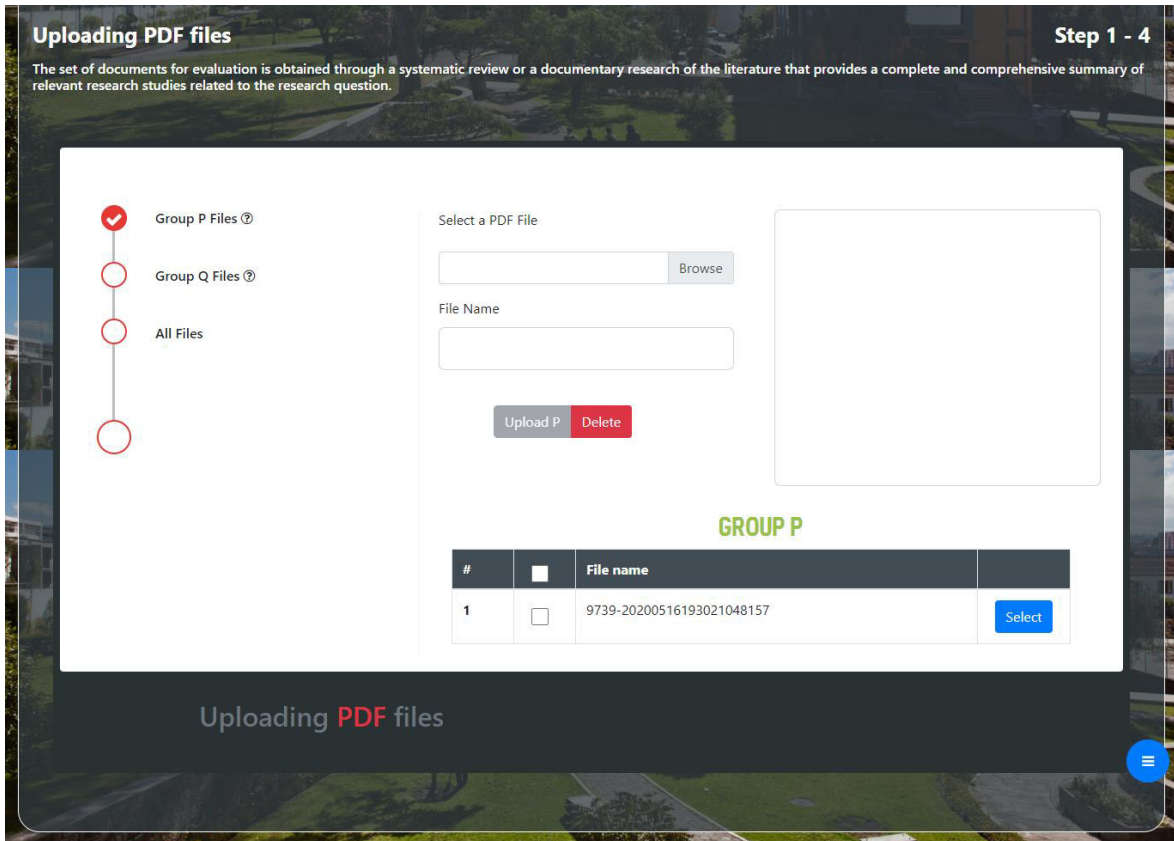 Uploading PDF files
Step 1 - 4
The set of documents for evaluation is obtained through a systematic review or a documentary research of the literature that provides a complete and comprehensive summary of
relevant research studies related to the research question.
Group P Files
Group Q Files
All Files
Select a PDF File
Browse
File Name
Upload P Delete
GROUP P
# File name
1 9739-20200516193021048157 Select
Uploading PDF files